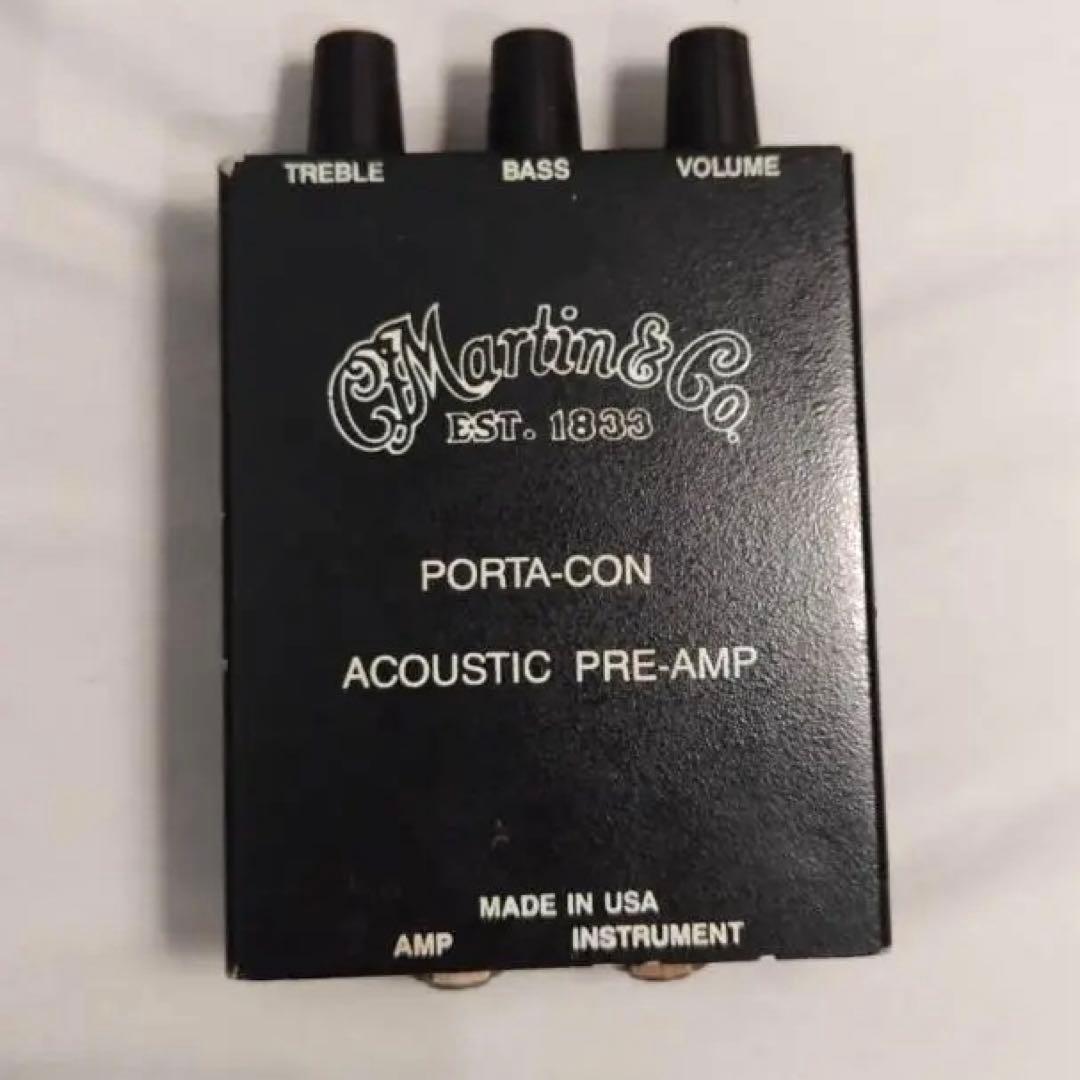 TREBLE BASS VOLUME
C.F. Martin & Co.
EST. 1833
PORTA-CON
ACOUSTIC PRE-AMP
MADE IN USA
AMP INSTRUMENT